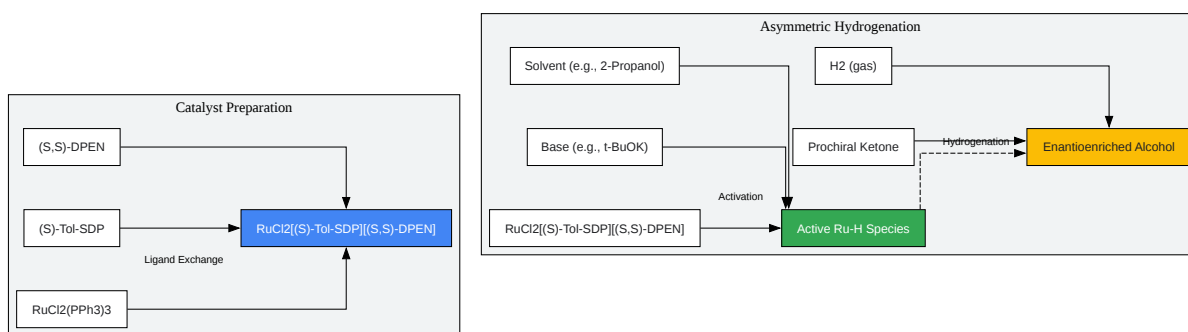 Catalyst Preparation
(S,S)-DPEN
(S)-Tol-SDP
RuCl2[(S)-Tol-SDP][(S,S)-DPEN]
Ligand Exchange
RuCl2(PPh3)3
Asymmetric Hydrogenation
Solvent (e.g., 2-Propanol)
H2 (gas)
Base (e.g., t-BuOK)
Prochiral Ketone
Hydrogenation
Enantioenriched Alcohol
Activation
RuCl2[(S)-Tol-SDP][(S,S)-DPEN]
Active Ru-H Species